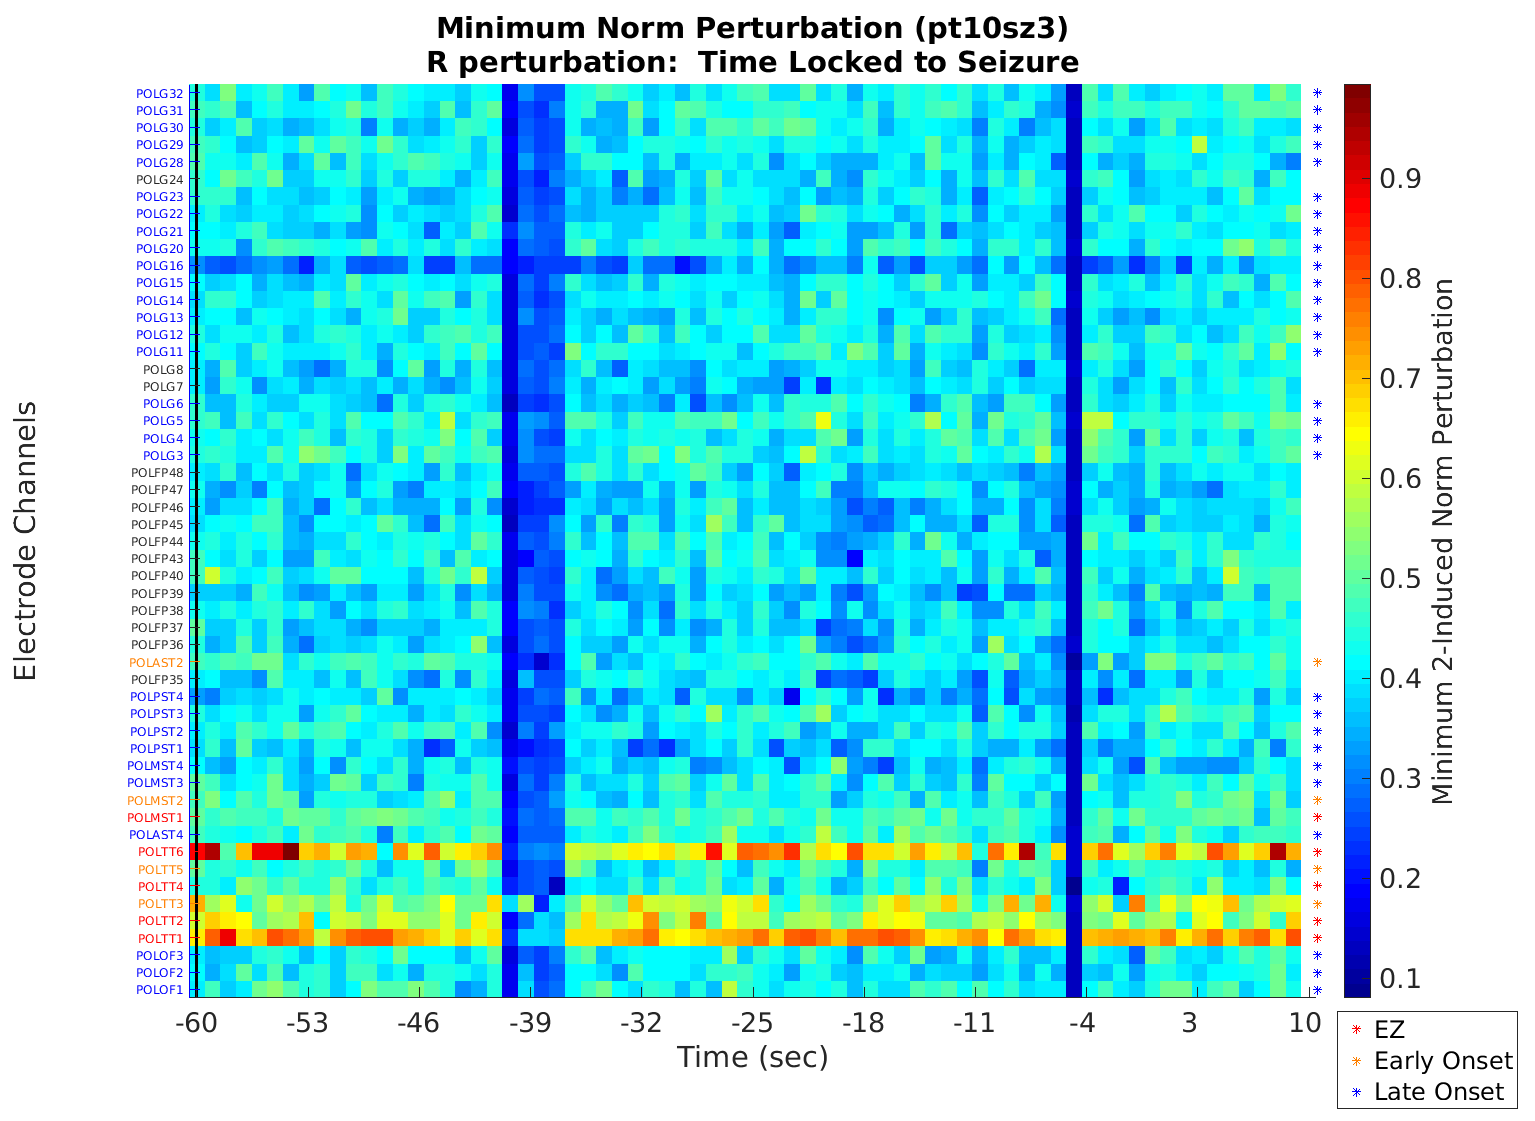 Minimum Norm Perturbation (pt10sz3)
R perturbation:  Time Locked to Seizure
Electrode Channels
POLG32
POLG31
POLG30
POLG29
POLG28
POLG24
POLG23
POLG22
POLG21
POLG20
POLG16
POLG15
POLG14
POLG13
POLG12
POLG11
POLG8
POLG7
POLG6
POLG5
POLG4
POLG3
POLFP48
POLFP47
POLFP46
POLFP45
POLFP44
POLFP43
POLFP40
POLFP39
POLFP38
POLFP37
POLFP36
POLAST2
POLFP35
POLPST4
POLPST3
POLPST2
POLPST1
POLMST4
POLMST3
POLMST2
POLMST1
POLAST4
POLTT6
POLTT5
POLTT4
POLTT3
POLTT2
POLTT1
POLOF3
POLOF2
POLOF1
-60 -53 -46 -39 -32 -25 -18 -11 -4 3 10
Time (sec)
0.9
0.8
0.7
0.6
0.5
0.4
0.3
0.2
0.1
Minimum 2-Induced Norm Perturbation
EZ
Early Onset
Late Onset